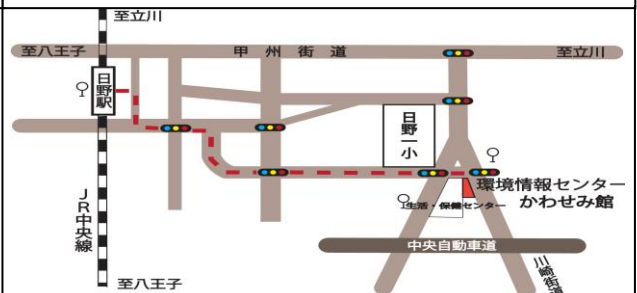 至立川
至八王子
甲州街道
至立川
日野駅
日野一小
環境情報センター
かわせみ館
生活・保健センター
JR中央線
中央自動車道
川崎街道
至八王子